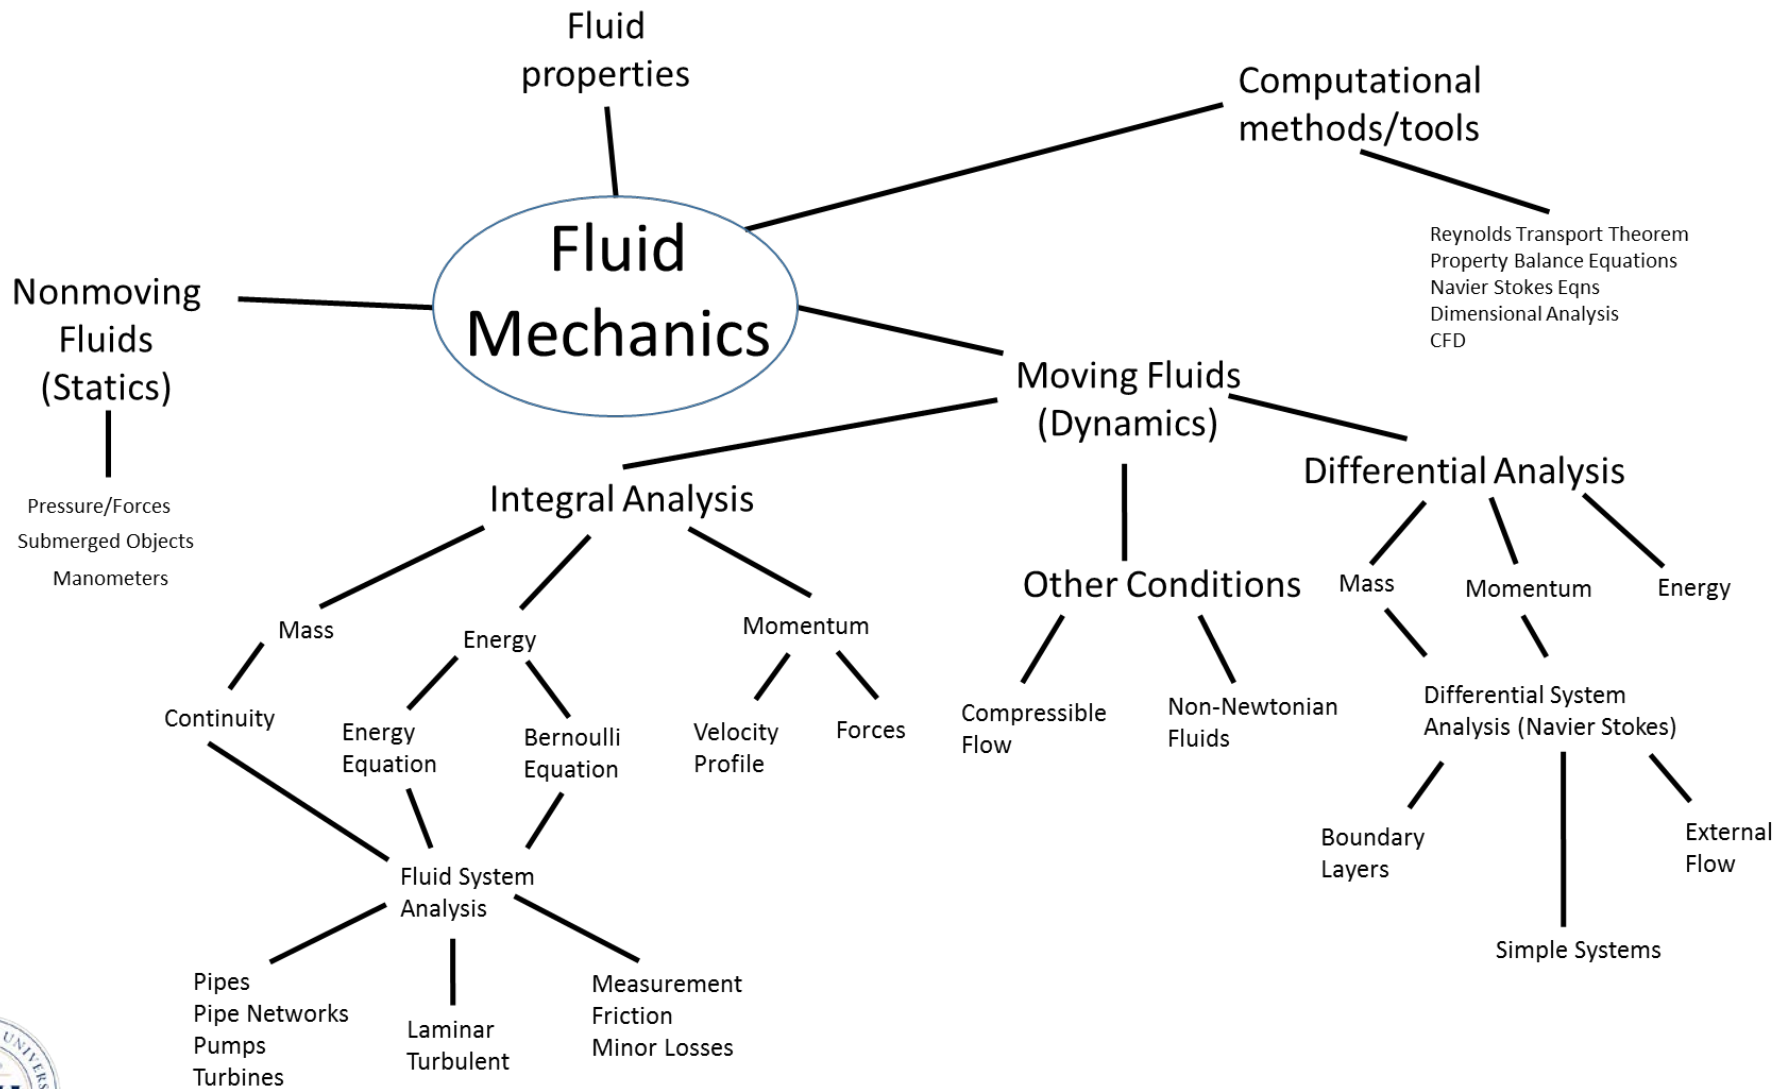 Fluid
properties
Computational
methods/tools
Reynolds Transport Theorem
Property Balance Equations
Navier Stokes Eqns
Dimensional Analysis
CFD
Fluid
Mechanics
Nonmoving
Fluids
(Statics)
Pressure/Forces
Submerged Objects
Manometers
Moving Fluids
(Dynamics)
Integral Analysis
Mass
Energy
Momentum
Continuity
Energy
Equation
Bernoulli
Equation
Velocity
Profile
Forces
Fluid System
Analysis
Pipes
Pipe Networks
Pumps
Turbines
Laminar
Turbulent
Measurement
Friction
Minor Losses
Other Conditions
Compressible
Flow
Non-Newtonian
Fluids
Differential Analysis
Mass
Momentum
Energy
Differential System
Analysis (Navier Stokes)
Boundary
Layers
Simple Systems
External
Flow